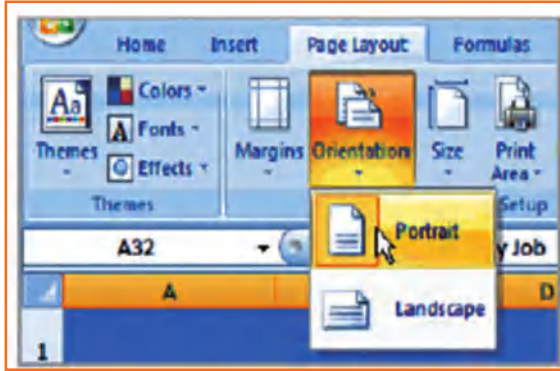 Home Insert Page Layout Formulas
Aa Colors
A Fonts
Effects
Themes Margins Orientation Size Print Area
Themes Setup
A32 y Job
Portrait
A D
Landscape
1